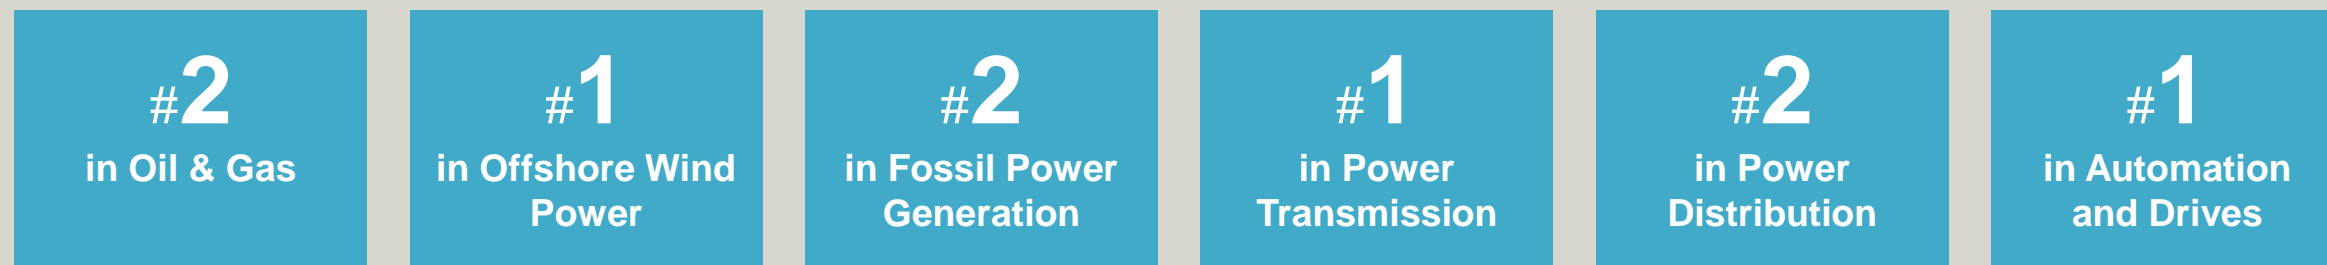 #2
in Oil & Gas
#1
in Offshore Wind
Power
#2
in Fossil Power
Generation
#1
in Power
Transmission
#2
in Power
Distribution
#1
in Automation
and Drives